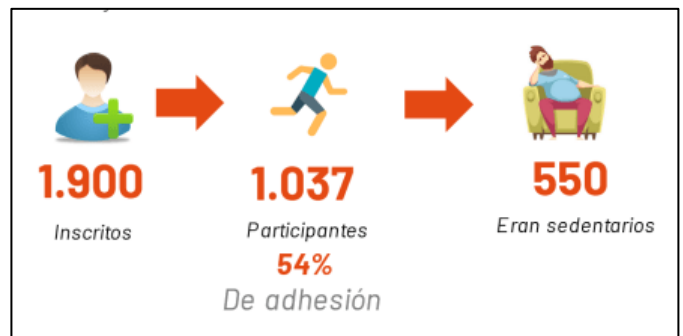 1.900
Inscritos
1.037
Participantes
54%
De adhesión
550
Eran sedentarios